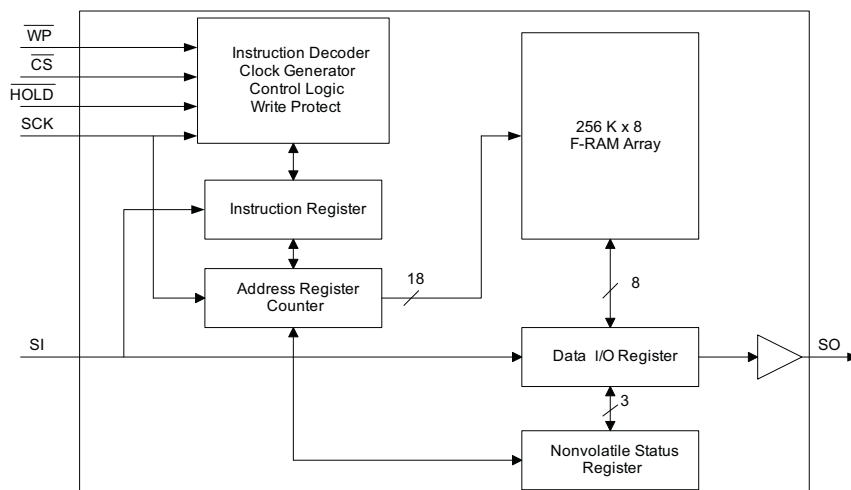 WP
CS
HOLD
SCK
Instruction Decoder
Clock Generator
Control Logic
Write Protect
256 K x 8
F-RAM Array
Instruction Register
Address Register
Counter
18
8
SI
Data I/O Register
SO
3
Nonvolatile Status
Register